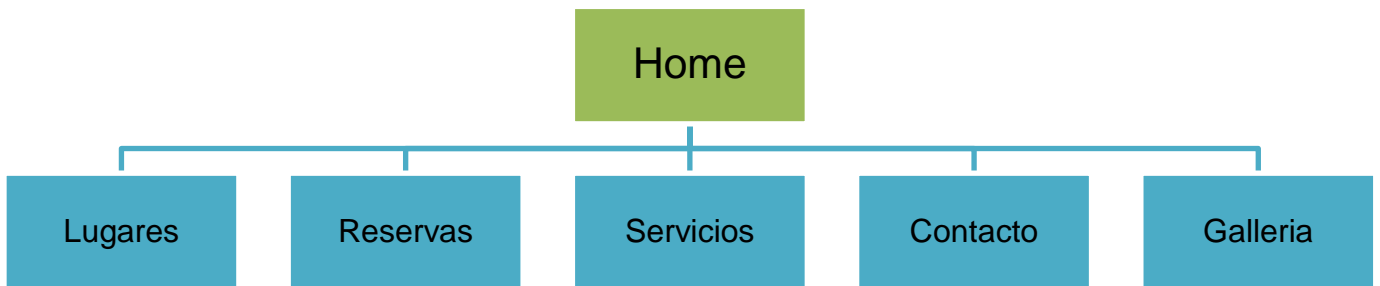 Home
Lugares
Reservas
Servicios
Contacto
Galleria